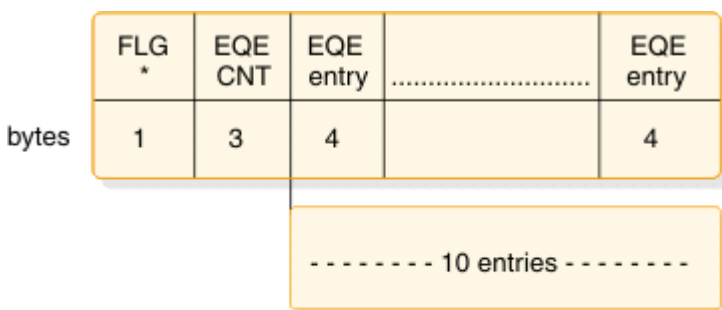 FLG EQE EQE EQE
* CNT entry ........................... entry
bytes 1 3 4 4
- - - - - - - - 10 entries - - - - - - - -